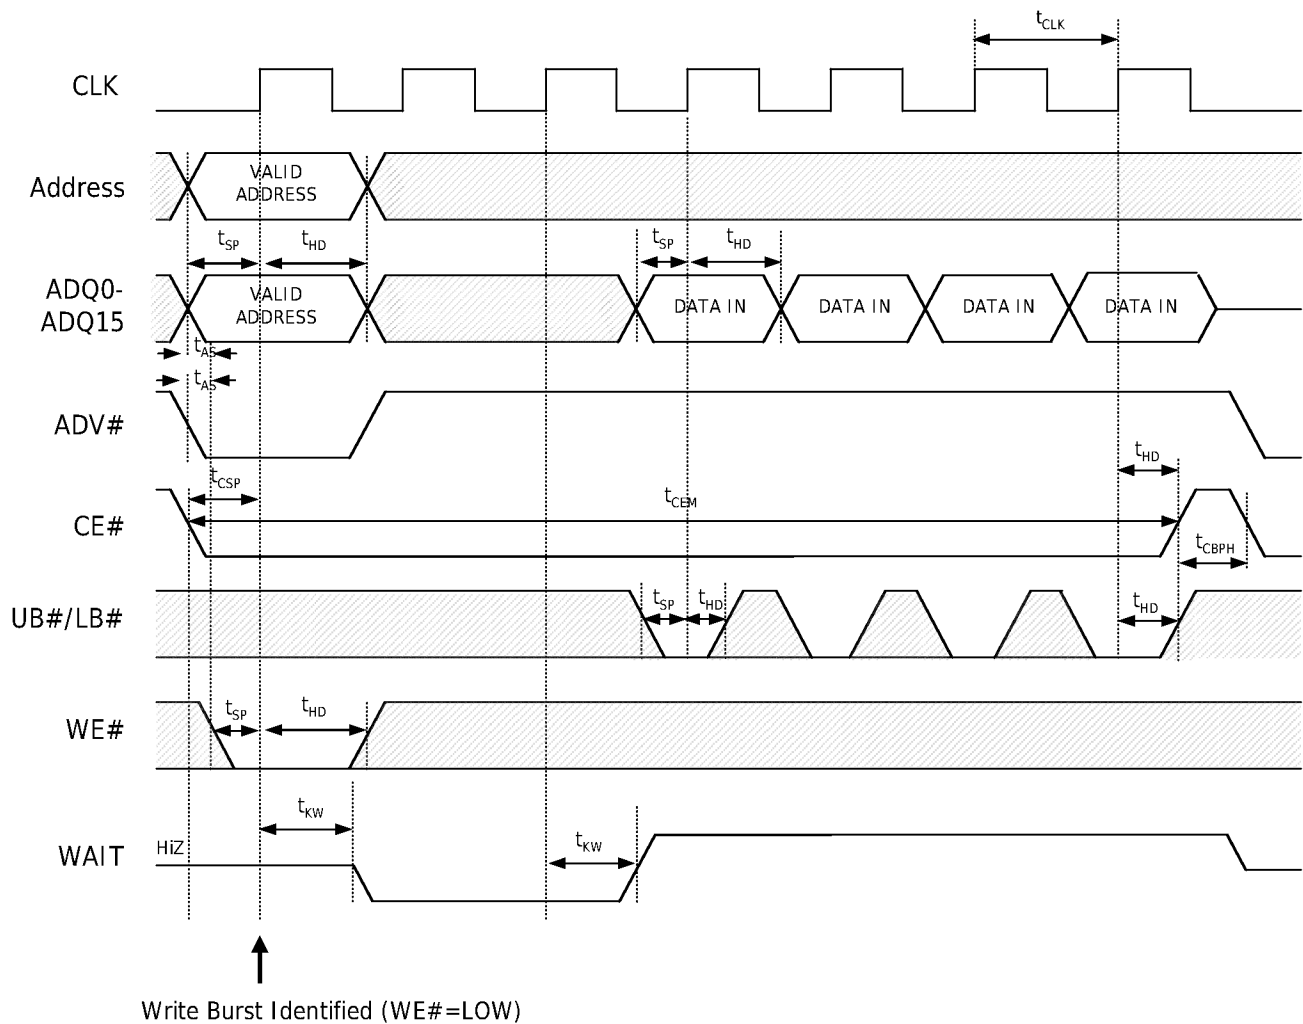 tCLK
CLK
Address
VALID
ADDRESS
tSP
tHD
tSP
tHD
ADQ0-
ADQ15
VALID
ADDRESS
DATA IN
DATA IN
DATA IN
DATA IN
tAS
tAS
ADV#
tHD
tCSP
tCEM
CE#
tCBPH
UB#/LB#
tSP
tHD
tHD
WE#
tSP
tHD
tKW
tKW
WAIT
HiZ
Write Burst Identified (WE#=LOW)